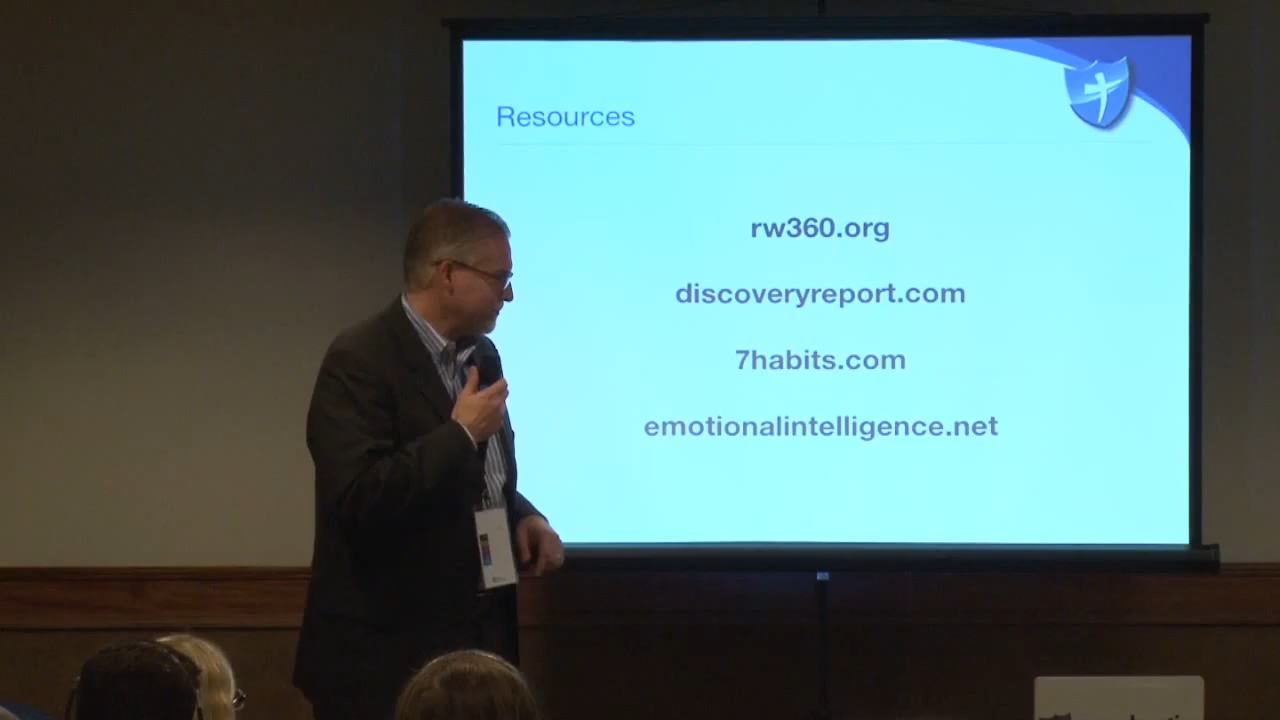 Resources
rw360.org
discoveryreport.com
7habits.com
emotionalintelligence.net